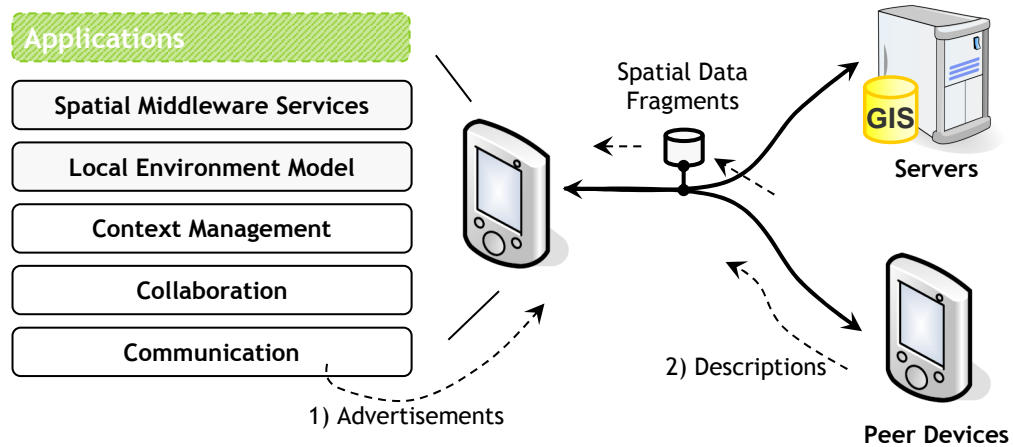 Applications
Spatial Middleware Services
Local Environment Model
Context Management
Collaboration
Communication
1) Advertisements
Spatial Data
Fragments
GIS
Servers
2) Descriptions
Peer Devices